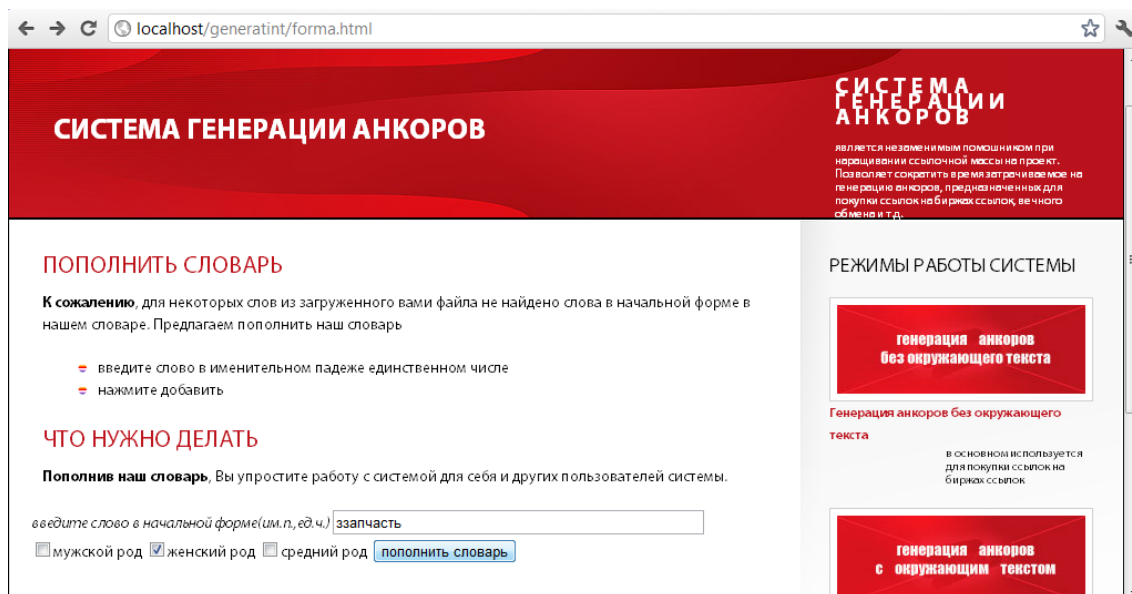 localhost/generatint/forma.html
СИСТЕМА ГЕНЕРАЦИИ АНКОРОВ
СИСТЕМА
ГЕНЕРАЦИИ
АНКОРОВ
является незаменимым помошником при
наращивании ссылочной массы на проект.
Позволяет сократить время затрачиваемое на
генерацию анкоров, предназначенных для
покупки ссылок на биржах ссылок, вечного
обмена и т.д.
ПОПОЛНИТЬ СЛОВАРЬ
К сожалению, для некоторых слов из загруженного вами файла не найдено слова в начальной форме в
нашем словаре. Предлагаем пополнить наш словарь
введите слово в именительном падеже единственном числе
нажмите добавить
ЧТО НУЖНО ДЕЛАТЬ
Пополнив наш словарь, Вы упростите работу с системой для себя и других пользователей системы.
введите слово в начальной форме(им.п.,ед.ч.) ззапчасть
мужской род женский род средний род пополнить словарь
РЕЖИМЫ РАБОТЫ СИСТЕМЫ
генерация анкоров
без окружающего текста
Генерация анкоров без окружающего
текста
в основном используется
для покупки ссылок на
биржах ссылок
генерация анкоров
с окружающим текстом